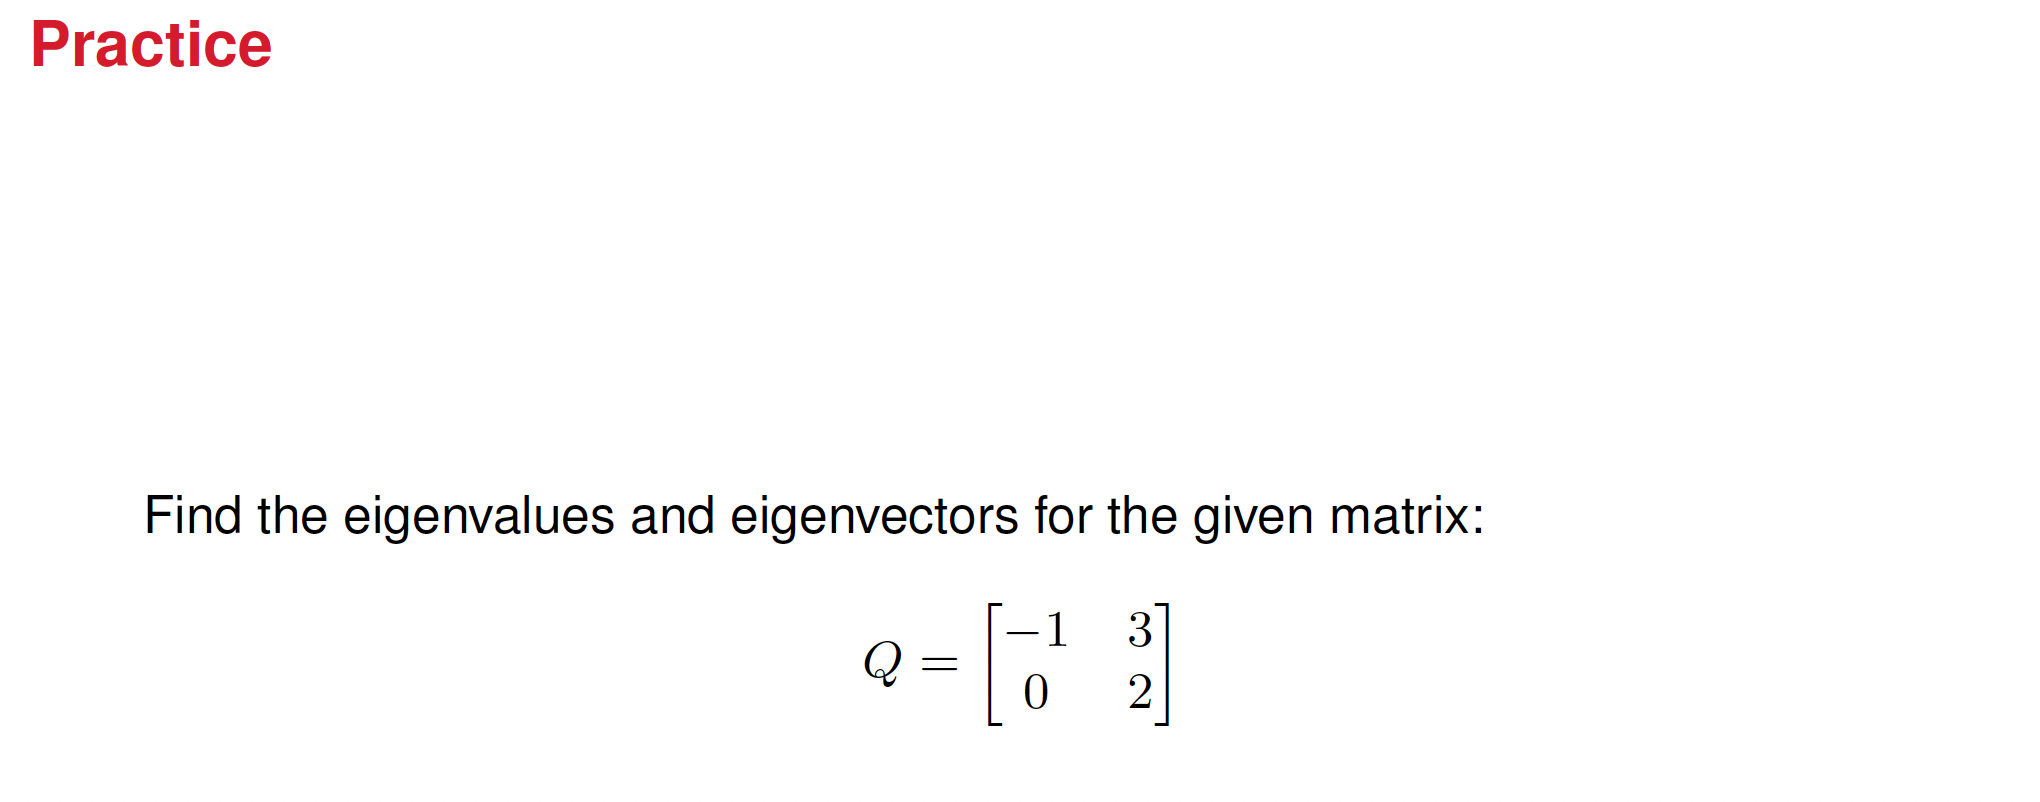 Practice
Find the eigenvalues and eigenvectors for the given matrix:
Q = [−1 3
0 2]